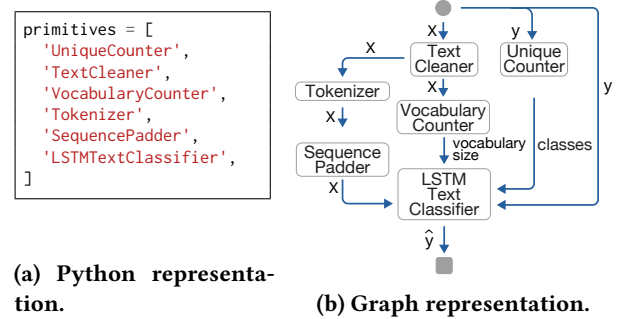 primitives = [
'UniqueCounter',
'TextCleaner',
'VocabularyCounter',
'Tokenizer',
'SequencePadder',
'LSTMTextClassifier',
]
(a) Python representa-
tion.
X
y
X
Text
Cleaner
Unique
Counter
y
Tokenizer
X
X
Vocabulary
Counter
Sequence
Padder
vocabulary
size
classes
X
LSTM
Text
Classifier
ŷ
(b) Graph representation.